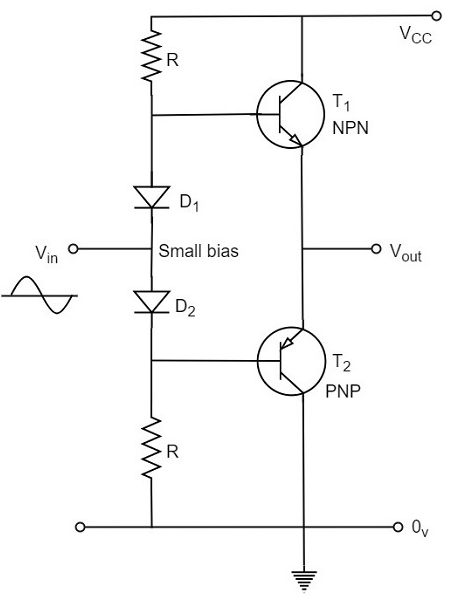 V_CC
R
T_1
NPN
D_1
V_in
Small bias
V_out
D_2
T_2
PNP
R
0_v